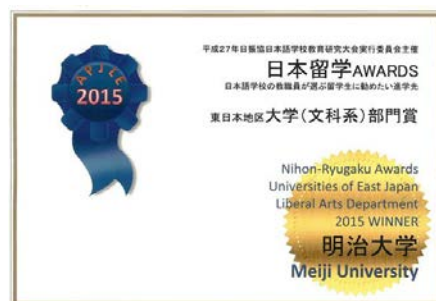 APJLE
2015
平成27年日振協日本語学校教育研究大会実行委員会主催
日本留学AWARDS
日本語学校の教職員が選ぶ留学生に勧めたい進学先
東日本地区大学(文科系)部門賞
Nihon-Ryugaku Awards
Universities of East Japan
Liberal Arts Department
2015 WINNER
明治大学
Meiji University